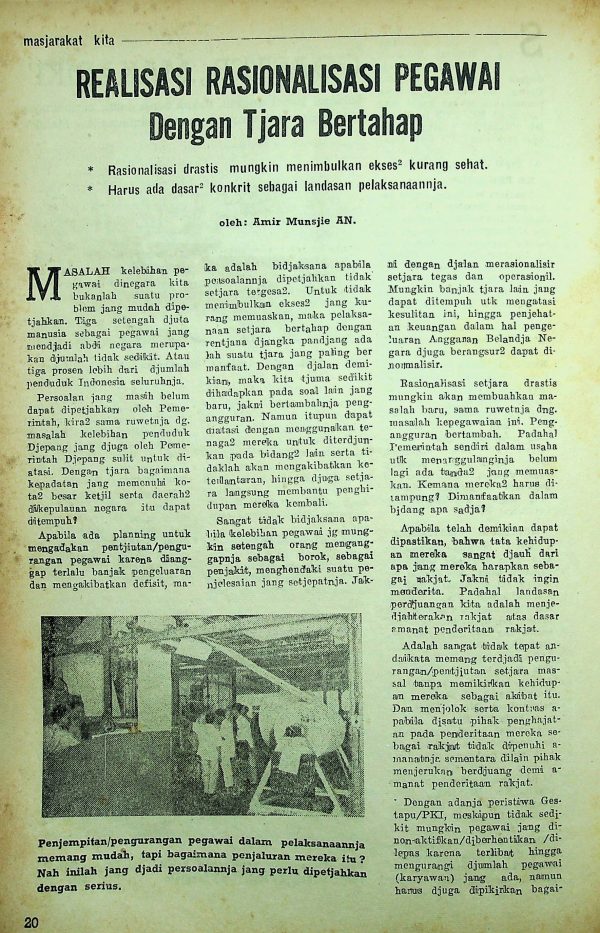 masjarakat kita
REALISASI RASIONALISASI PEGAWAI
Dengan Tjara Bertahap
* Rasionalisasi drastis mungkin menimbulkan ekses² kurang sehat.
* Harus ada dasar² konkrit sebagai landasan pelaksanaannja.
oleh: Amir Munsjie AN.
MASALAH kelebihan pe-
gawai dinegara kita
bukanlah suatu pro-
blem jang mudah dipe-
tjahkan. Tiga setengah djuta
manusia sebagai pegawai jang
mendjadi abdi negara merupa-
kan djumlah tidak sedikit. Atau
tiga prosen lebih dari djumlah
penduduk Indonesia seluruhnja.
Persoalan jang masih belum
dapat dipetjahkan oleh Peme-
rintah, kira2 sama ruwetnja dg.
masalah kelebihan penduduk
Djepang jang djuga oleh Peme-
rintah Djepang sulit untuk di-
atasi. Dengan tjara bagaimana
kepadatan jang memenuhi ko-
ta2 besar ketjil serta daerah2
dikepulauan negara itu dapat
ditempuh?
Apabila ada planning untuk
mengadakan pentjiutan/pengu-
rangan pegawai karena diang-
gap terlalu banjak pengeluaran
dan mengakibatkan defisit, ma-
ka adalah bidjaksana apabila
persoalannja dipetjahkan tidak
setjara tergesa2. Untuk tidak
menimbulkan ekses2 jang ku-
rang memuaskan, maka pelaksa-
naan setjara bertahap dengan
rentjana djangka pandjang ada
lah suatu tjara jang paling ber
manfaat. Dengan djalan demi-
kian, maka kita tjuma sedikit
dihadapkan pada soal lain jang
baru, jakni bertambahnja peng-
angguran. Namun itupun dapat
diatasi dengan menggunakan te-
naga2 mereka untuk diterdjun-
kan pada bidang2 lain serta ti-
daklah akan mengakibatkan ke-
terlantaran, hingga djuga setja-
ra langsung membantu penghi-
dupan mereka kembali.
Sangat tidak bidjaksana apa-
bila kelebihan pegawai jg mung-
kin setengah orang mengang-
gapnja sebagai borok, sebagai
penjakit, menghendaki suatu pe-
njelesaian jang setjepatnja. Jak-
ni dengan djalan merasionalisir
setjara tegas dan operasionil.
Mungkin banjak tjara lain jang
dapat ditempuh utk mengatasi
kesulitan ini, hingga penjehat-
an keuangan dalam hal penge-
luaran Anggaran Belandja Ne-
gara djuga berangsur2 dapat di-
normalisir.
Rasionalisasi setjara drastis
mungkin akan membuahkan ma-
salah baru, sama ruwetnja dng.
masalah kepegawaian ini. Peng-
angguran bertambah. Padahal
Pemerintah sendiri dalam usaha
utk menanggulanginja belum
lagi ada tanda2 jang memuas-
kan. Kemana mereka2 harus di-
tampung? Dimanfaatkan dalam
bidang apa sadja?
Apabila telah demikian dapat
dipastikan, bahwa tata kehidup-
an mereka sangat djauh dari
apa jang mereka harapkan seba-
gai rakjat. Jakni tidak ingin
menderita. Padahal landasan
perdjuangan kita adalah menje-
djahterakan rakjat atas dasar
amanat penderitaan rakjat.
Adalah sangat tidak tepat an-
daikata memang terdjadi pengu-
rangan/pentjiutan setjara mas-
sal tanpa memikirkan kehidup-
an mereka sebagai akibat itu.
Dan menjolok serta kontras a-
pabila disatu pihak penghajat-
an pada penderitaan mereka se-
bagai rakjat tidak dipenuhi a-
manatnja sementara dilain pihak
menjerukan berdjuang demi a-
manat penderitaan rakjat.
Dengan adanja peristiwa Ges-
tapu/PKI, meskipun tidak sedi-
kit mungkin pegawai jang di-
non-aktifkan/diberhentikan /di-
lepas karena terlibat hingga
mengurangi djumlah pegawai
(karyawan) jang ada, namun
harus djuga dipikirkan bagai-
Penjempitan/pengurangan pegawai dalam pelaksanaannja
memang mudah, tapi bagaimana penjaluran mereka itu?
Nah inilah jang djadi persoalannja jang perlu dipetjahkan
dengan serius.
20